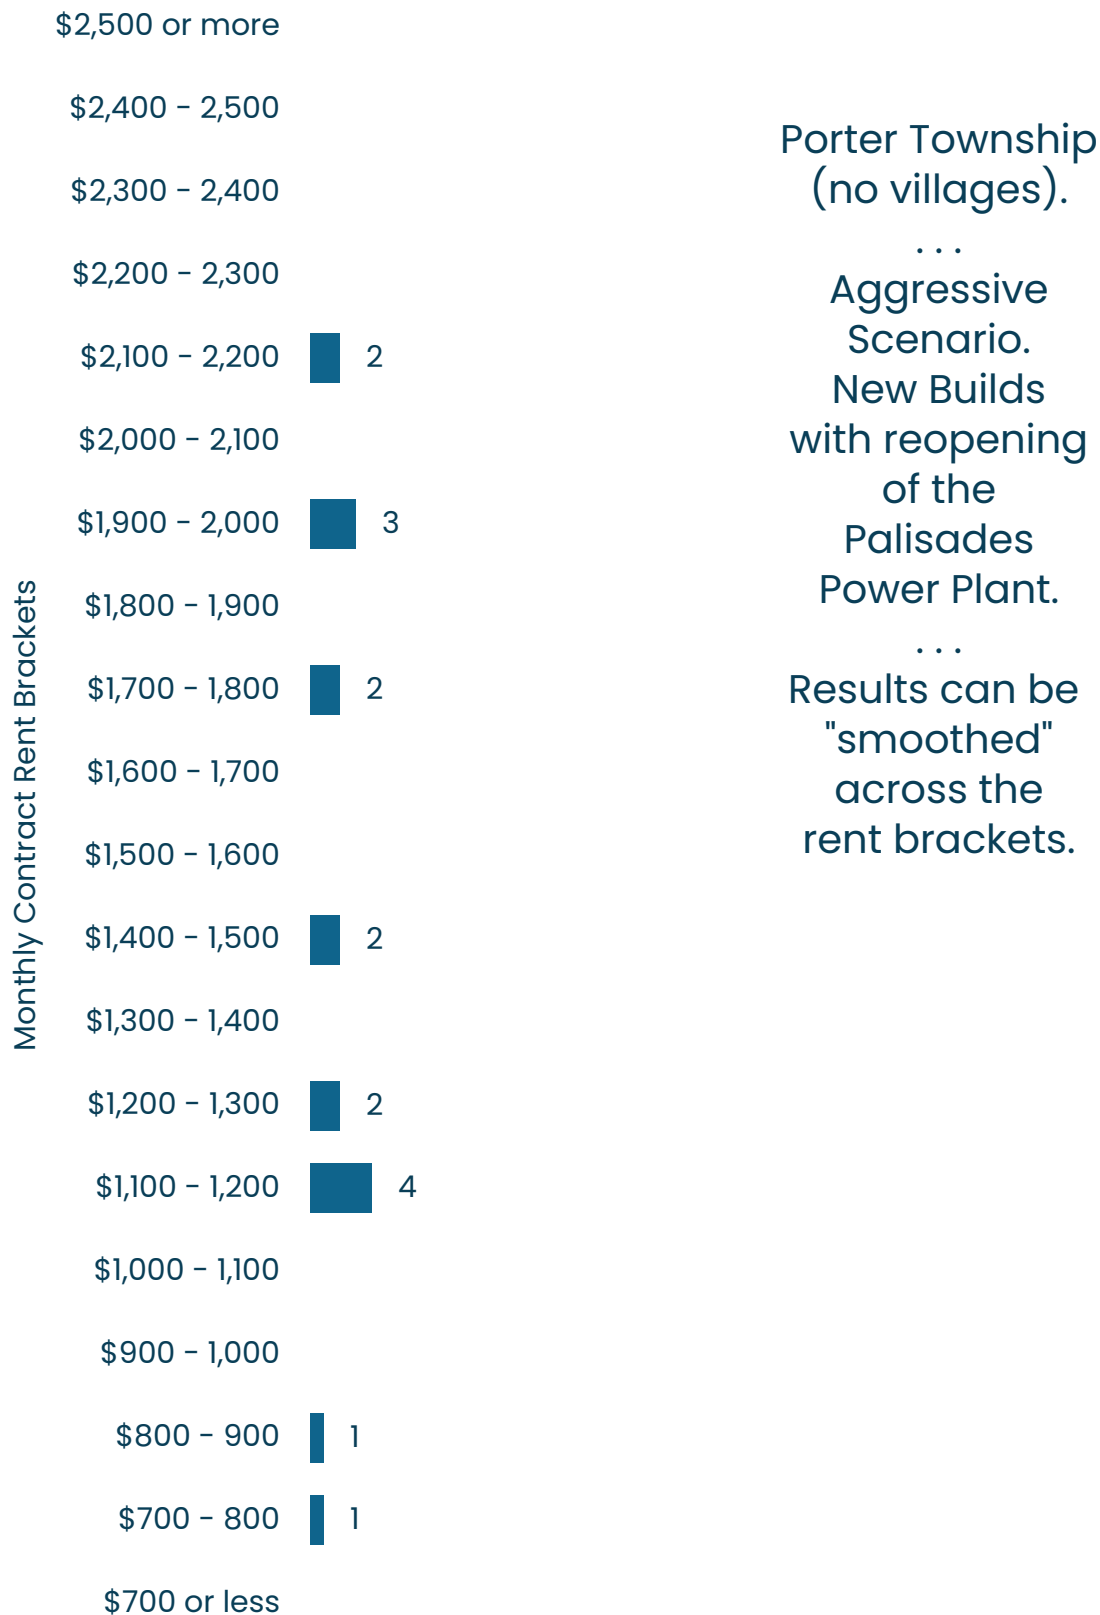 $2,500 or more
$2,400 - 2,500
$2,300 - 2,400
$2,200 - 2,300
$2,100 - 2,200 2
$2,000 - 2,100
$1,900 - 2,000 3
$1,800 - 1,900
$1,700 - 1,800 2
$1,600 - 1,700
$1,500 - 1,600
$1,400 - 1,500 2
$1,300 - 1,400
$1,200 - 1,300 2
$1,100 - 1,200 4
$1,000 - 1,100
$900 - 1,000
$800 - 900 1
$700 - 800 1
$700 or less
Monthly Contract Rent Brackets
Porter Township
(no villages).
. . .
Aggressive
Scenario.
New Builds
with reopening
of the
Palisades
Power Plant.
. . .
Results can be
"smoothed"
across the
rent brackets.